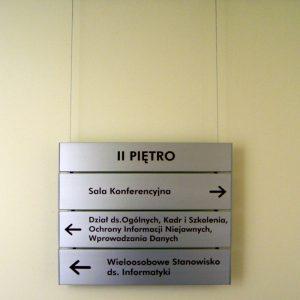 II PIĘTRO
Sala Konferencyjna
Dział ds.Ogólnych, Kadr i Szkolenia,
Ochrony Informacji Niejawnych,
Wprowadzania Danych
Wieloosobowe Stanowisko
ds. Informatyki